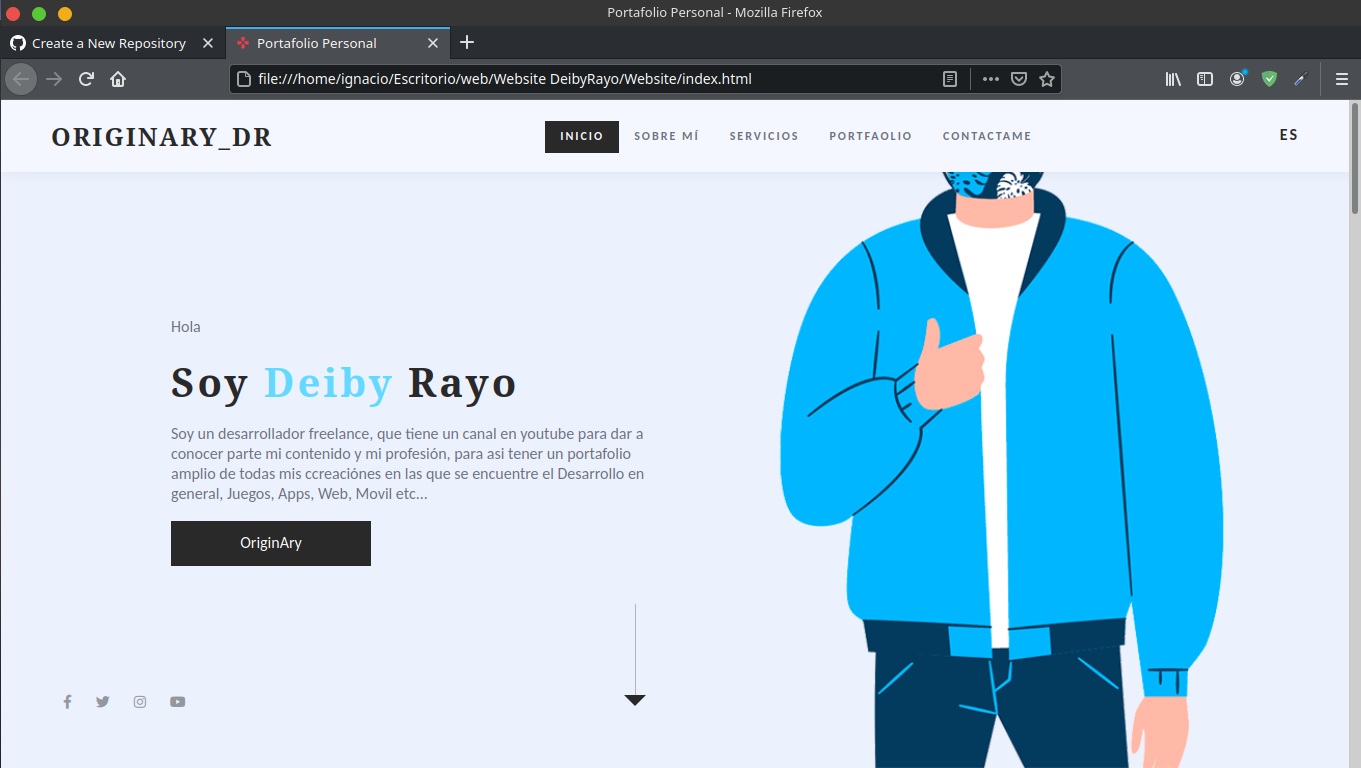 Portafolio Personal - Mozilla Firefox
Create a New Repository
Portafolio Personal
file:///home/ignacio/Escritorio/web/Website DeibyRayo/Website/index.html
ORIGINARY_DR
INICIO
SOBRE MÍ
SERVICIOS
PORTFAOLIO
CONTACTAME
ES
Hola
Soy Deiby Rayo
Soy un desarrollador freelance, que tiene un canal en youtube para dar a
conocer parte mi contenido y mi profesión, para asi tener un portafolio
amplio de todas mis ccreaciónes en las que se encuentre el Desarrollo en
general, Juegos, Apps, Web, Movil etc...
OriginAry